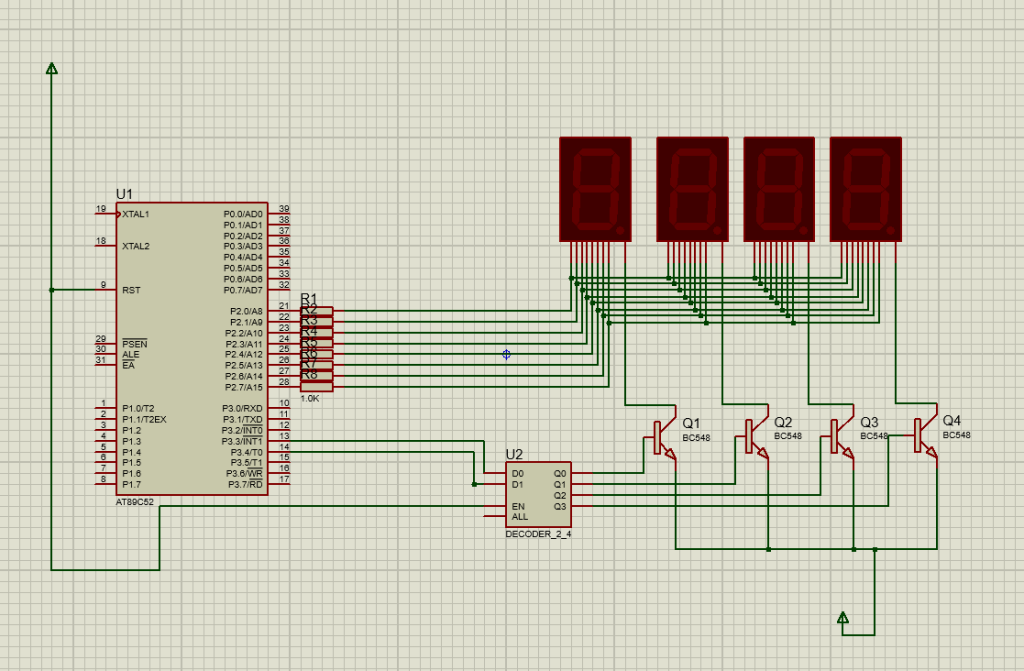 U1
19 XTAL1
18 XTAL2
9 RST
29 PSEN
30 ALE
31 EA
1 P1.0/T2
2 P1.1/T2EX
3 P1.2
4 P1.3
5 P1.4
6 P1.5
7 P1.6
8 P1.7
P0.0/AD0 39
P0.1/AD1 38
P0.2/AD2 37
P0.3/AD3 36
P0.4/AD4 35
P0.5/AD5 34
P0.6/AD6 33
P0.7/AD7 32
P2.0/A8 21
P2.1/A9 22
P2.2/A10 23
P2.3/A11 24
P2.4/A12 25
P2.5/A13 26
P2.6/A14 27
P2.7/A15 28
P3.0/RXD 10
P3.1/TXD 11
P3.2/INT0 12
P3.3/INT1 13
P3.4/T0 14
P3.5/T1 15
P3.6/WR 16
P3.7/RD 17
AT89C52
R1
R2
R3
R4
R5
R6
R7
R8
1.0K
U2
D0
D1
EN
ALL
Q0
Q1
Q2
Q3
DECODER_2_4
Q1
BC548
Q2
BC548
Q3
BC548
Q4
BC548